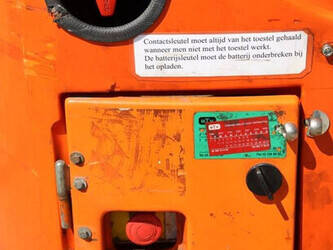 Contactsleutel moet altijd van het toestel gehaald
wanneer men niet met het toestel werkt.
De batterijsleutel moet de batterij onderbreken bij
het opladen.